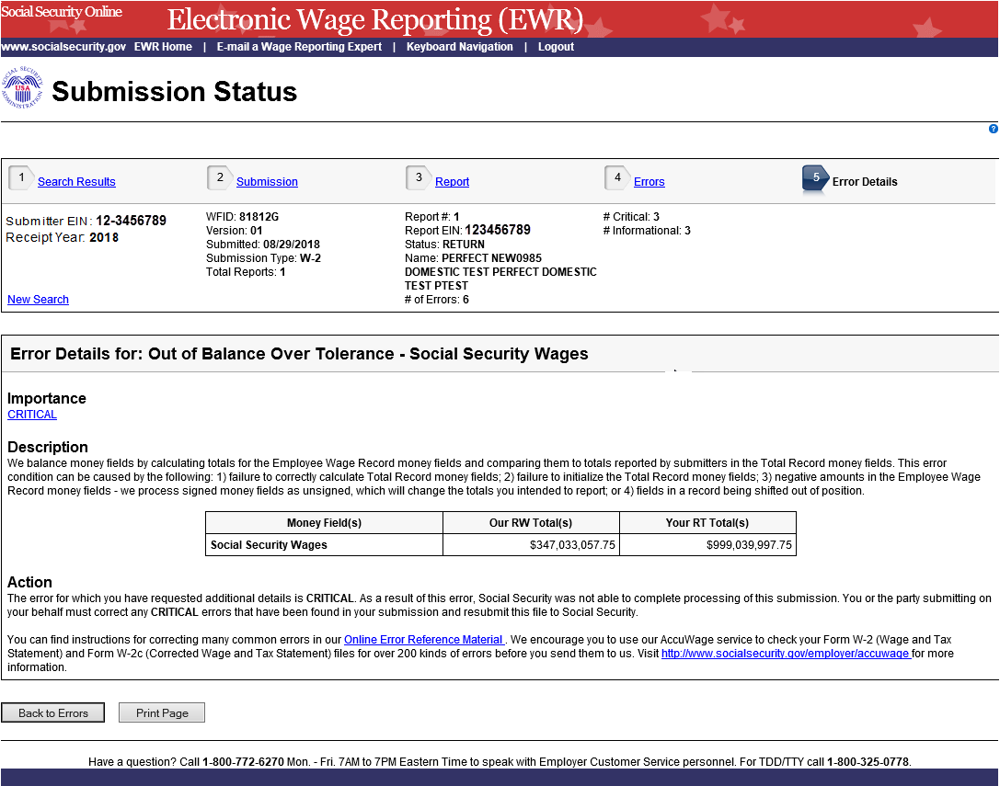 Social Security Online
Electronic Wage Reporting (EWR)
www.socialsecurity.gov EWR Home | E-mail a Wage Reporting Expert | Keyboard Navigation | Logout
SOCIAL SECURITY ADMINISTRATION
USA
Submission Status
?
1 Search Results
2 Submission
3 Report
4 Errors
5 Error Details
Submitter EIN: 12-3456789
Receipt Year: 2018
New Search
WFID: 81812G
Version: 01
Submitted: 08/29/2018
Submission Type: W-2
Total Reports: 1
Report #: 1
Report EIN: 123456789
Status: RETURN
Name: PERFECT NEW0985
DOMESTIC TEST PERFECT DOMESTIC
TEST PTEST
# of Errors: 6
# Critical: 3
# Informational: 3
Error Details for: Out of Balance Over Tolerance - Social Security Wages
Importance
CRITICAL
Description
We balance money fields by calculating totals for the Employee Wage Record money fields and comparing them to totals reported by submitters in the Total Record money fields. This error
condition can be caused by the following: 1) failure to correctly calculate Total Record money fields; 2) failure to initialize the Total Record money fields; 3) negative amounts in the Employee Wage
Record money fields - we process signed money fields as unsigned, which will change the totals you intended to report; or 4) fields in a record being shifted out of position.
Money Field(s) Our RW Total(s) Your RT Total(s)
Social Security Wages $347,033,057.75 $999,039,997.75
Action
The error for which you have requested additional details is CRITICAL. As a result of this error, Social Security was not able to complete processing of this submission. You or the party submitting on
your behalf must correct any CRITICAL errors that have been found in your submission and resubmit this file to Social Security.
You can find instructions for correcting many common errors in our Online Error Reference Material . We encourage you to use our AccuWage service to check your Form W-2 (Wage and Tax
Statement) and Form W-2c (Corrected Wage and Tax Statement) files for over 200 kinds of errors before you send them to us. Visit http://www.socialsecurity.gov/employer/accuwage for more
information.
Back to Errors
Print Page
Have a question? Call 1-800-772-6270 Mon. - Fri. 7AM to 7PM Eastern Time to speak with Employer Customer Service personnel. For TDD/TTY call 1-800-325-0778.